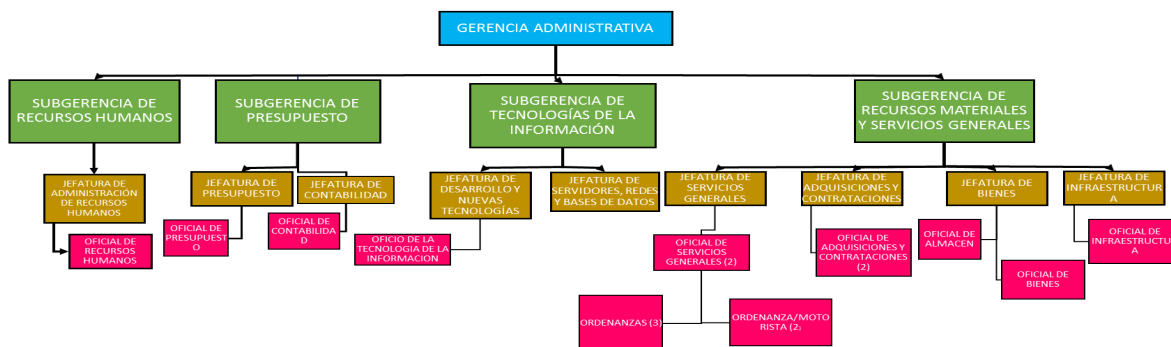 GERENCIA ADMINISTRATIVA
SUBGERENCIA DE
RECURSOS HUMANOS
SUBGERENCIA DE
PRESUPUESTO
SUBGERENCIA DE
TECNOLOGÍAS DE LA
INFORMACIÓN
SUBGERENCIA DE
RECURSOS MATERIALES
Y SERVICIOS GENERALES
JEFATURA DE
ADMINISTRACIÓN
DE RECURSOS
HUMANOS
JEFATURA DE
PRESUPUESTO
JEFATURA DE
CONTABILIDAD
JEFATURA DE
DESARROLLO Y
NUEVAS
TECNOLOGÍAS
JEFATURA DE
SERVIDORES, REDES
Y BASES DE DATOS
JEFATURA DE
SERVICIOS
GENERALES
JEFATURA DE
ADQUISICIONES Y
CONTRATACIONES
JEFATURA DE
BIENES
JEFATURA DE
INFRAESTRUCTUR
A
OFICIAL DE
RECURSOS
HUMANOS
OFICIAL DE
PRESUPUEST
O
OFICIAL DE
CONTABILIDA
D
OFICIO DE LA
TECNOLOGIA DE LA
INFORMACION
OFICIAL DE
SERVICIOS
GENERALES (2)
OFICIAL DE
ADQUISICIONES Y
CONTRATACIONES
(2)
OFICIAL DE
ALMACEN
OFICIAL DE
BIENES
OFICIAL DE
INFRAESTRUCTUR
A
ORDENANZAS (3)
ORDENANZA/MOTO
RISTA (2)